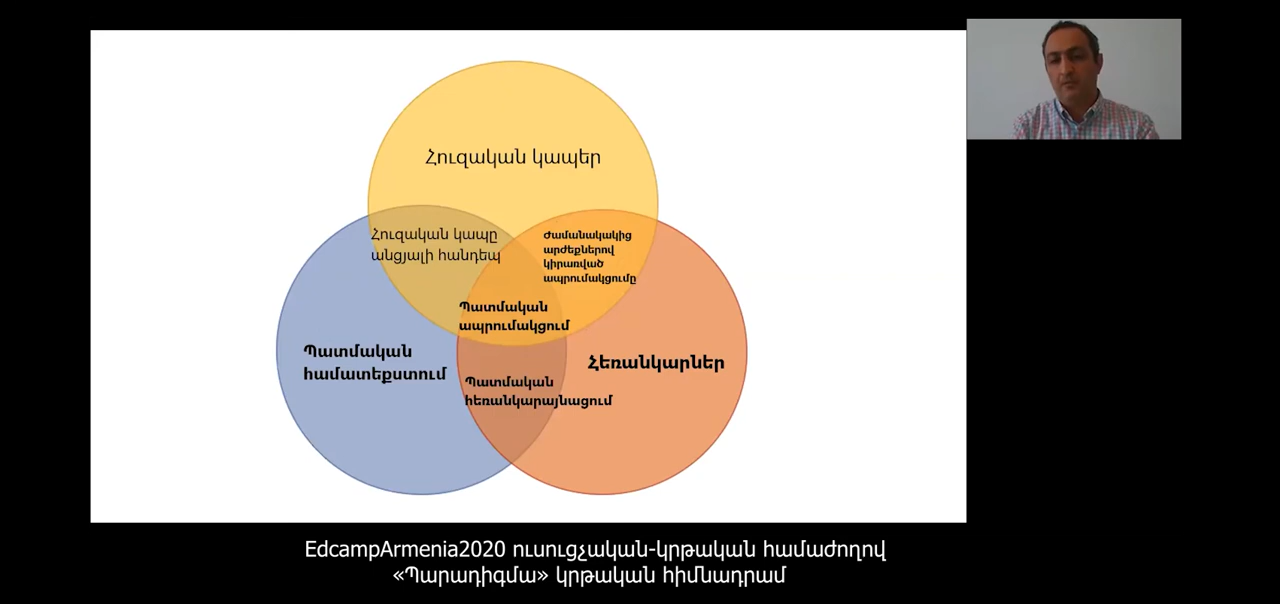 Հուզական կապեր
Հուզական կապը
անցյալի հանդեպ
Ժամանակակից
արժեքներով
կիրառված
ապրումակցումը
Պատմական
ապրումակցում
Պատմական
համատեքստում
Հեռանկարներ
Պատմական
հեռանկարայնացում
EdcampArmenia2020 ուսուցչական-կրթական համաժողով
«Պարադիգմա» կրթական հիմնադրամ